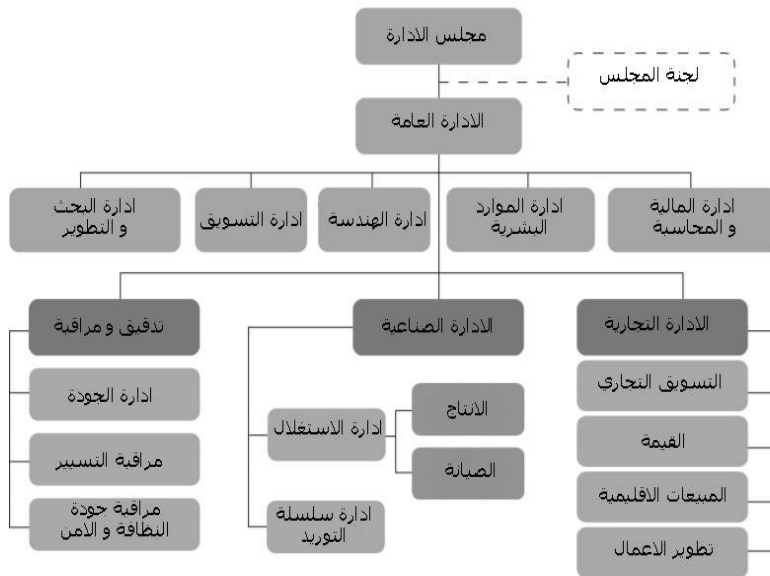 مجلس الادارة
لجنة المجلس
الادارة العامة
ادارة المالية
و المحاسبة
ادارة الموارد
البشرية
ادارة الهندسة
ادارة التسويق
ادارة البحث
و التطوير
الادارة التجارية
التسويق التجاري
القيمة
المبيعات الاقليمية
تطوير الاعمال
الادارة الصناعية
ادارة الاستغلال
الانتاج
الصيانة
ادارة سلسلة
التوريد
تدقيق و مراقبة
ادارة الجودة
مراقبة التسيير
مراقبة جودة
النظافة و الامن